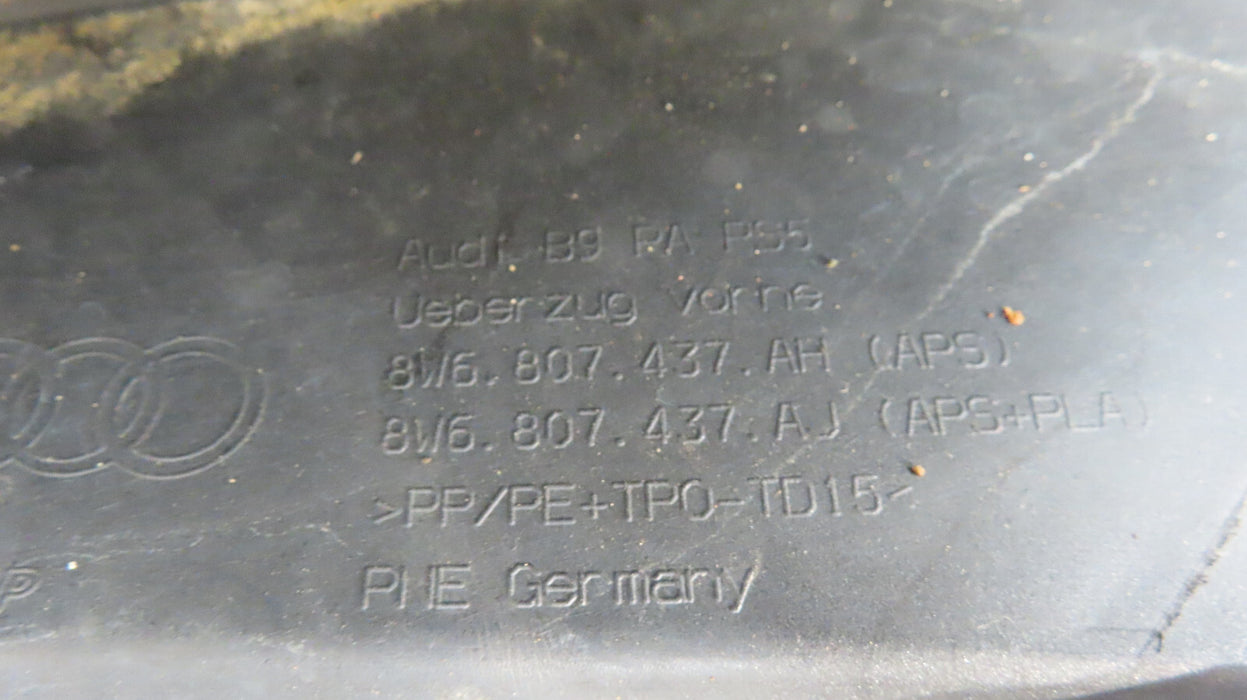 Audi B9 PA PS5
Ueberzug vorne.
8W6.807.437.AH (APS)
8W6.807.437.AJ (APS+PLA)
>PP/PE+TPO-TD15<
PHE Germany